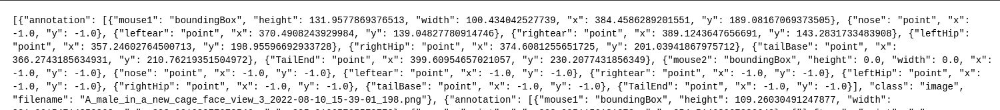 [{"annotation": [{"mouse1": "boundingBox", "height": 131.9577869376513, "width": 100.434042527739, "x": 384.4586289201551, "y": 189.08167069373505}, {"nose": "point", "x":
-1.0, "y": -1.0}, {"leftear": "point", "x": 370.4908243929984, "y": 139.04827780914746}, {"rightear": "point", "x": 389.1243647656691, "y": 143.2831733483908}, {"leftHip":
"point", "x": 357.24602764500713, "y": 198.95596692933728}, {"rightHip": "point", "x": 374.6081255651725, "y": 201.03941867975712}, {"tailBase": "point", "x":
366.2743185634931, "y": 210.76219351504972}, {"TailEnd": "point", "x": 399.60954657021057, "y": 230.2077431856349}, {"mouse2": "boundingBox", "height": 0.0, "width": 0.0, "x":
-1.0, "y": -1.0}, {"nose": "point", "x": -1.0, "y": -1.0}, {"leftear": "point", "x": -1.0, "y": -1.0}, {"rightear": "point", "x": -1.0, "y": -1.0}, {"leftHip": "point", "x":
-1.0, "y": -1.0}, {"rightHip": "point", "x": -1.0, "y": -1.0}, {"tailBase": "point", "x": -1.0, "y": -1.0}, {"TailEnd": "point", "x": -1.0, "y": -1.0}], "class": "image",
"filename": "A_male_in_a_new_cage_face_view_3_2022-08-10_15-39-01_198.png"}, {"annotation": [{"mouse1": "boundingBox", "height": 109.26030491247877, "width":